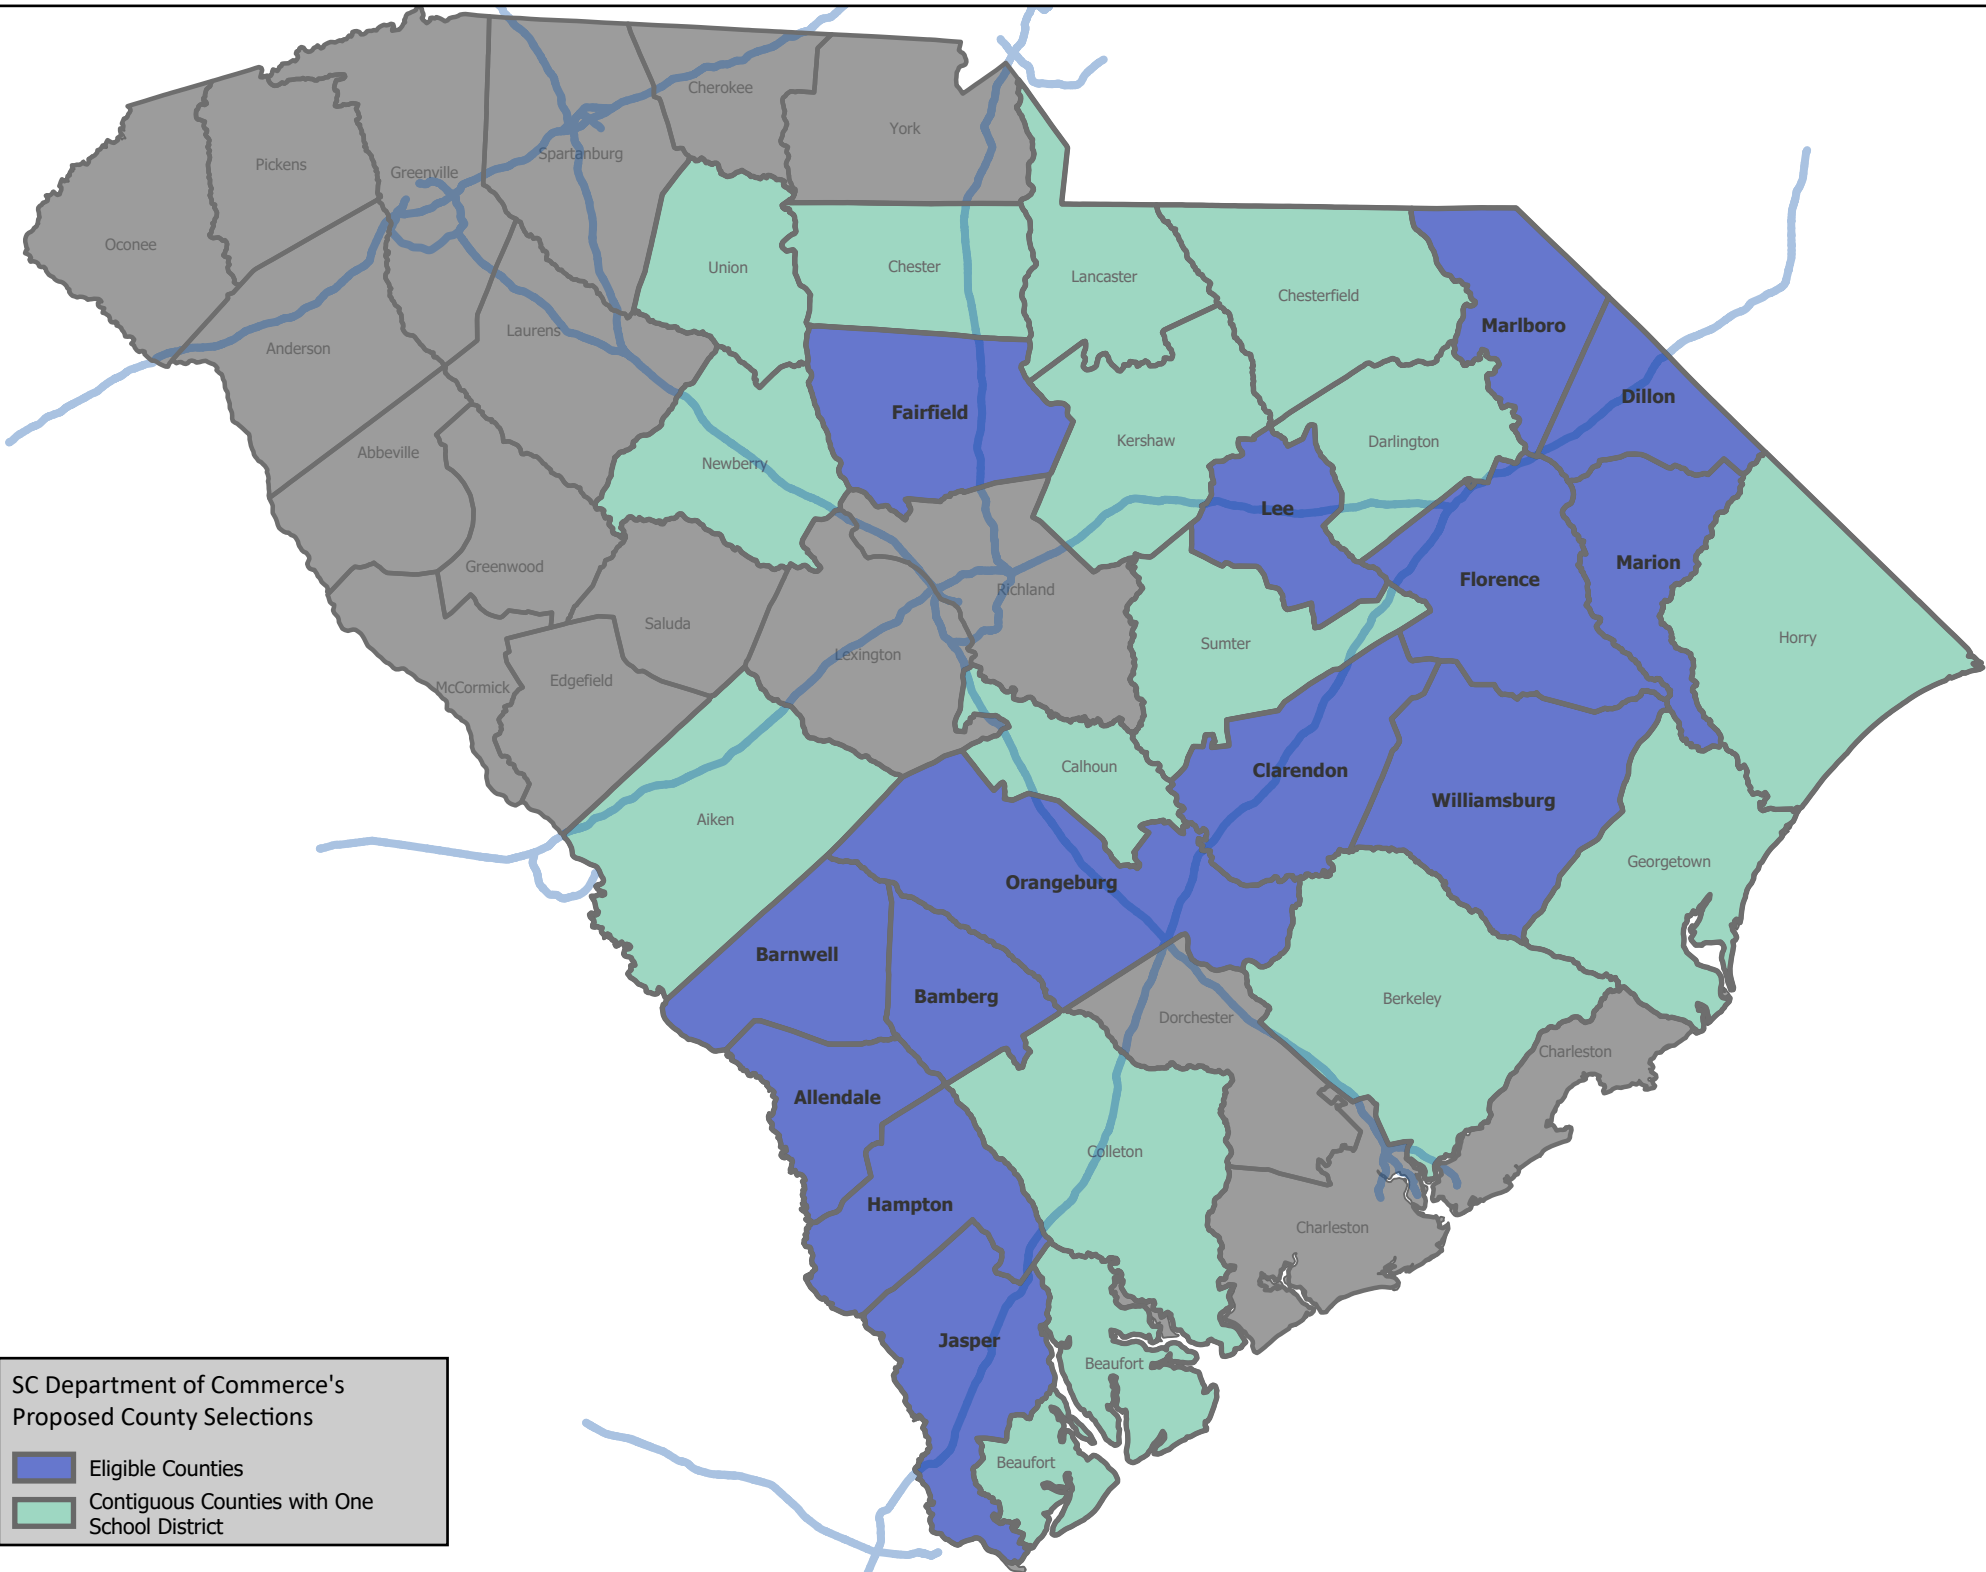 Cherokee
York
Spartanburg
Pickens
Greenville
Oconee
Union
Chester
Lancaster
Chesterfield
Marlboro
Laurens
Anderson
Dillon
Fairfield
Kershaw
Darlington
Abbeville
Newberry
Lee
Marion
Greenwood
Florence
Richland
Saluda
Horry
Sumter
Lexington
Edgefield
McCormick
Calhoun
Clarendon
Williamsburg
Aiken
Georgetown
Orangeburg
Barnwell
Bamberg
Berkeley
Dorchester
Charleston
Allendale
Colleton
Hampton
Charleston
Jasper
Beaufort
Beaufort
SC Department of Commerce's
Proposed County Selections
Eligible Counties
Contiguous Counties with One
School District